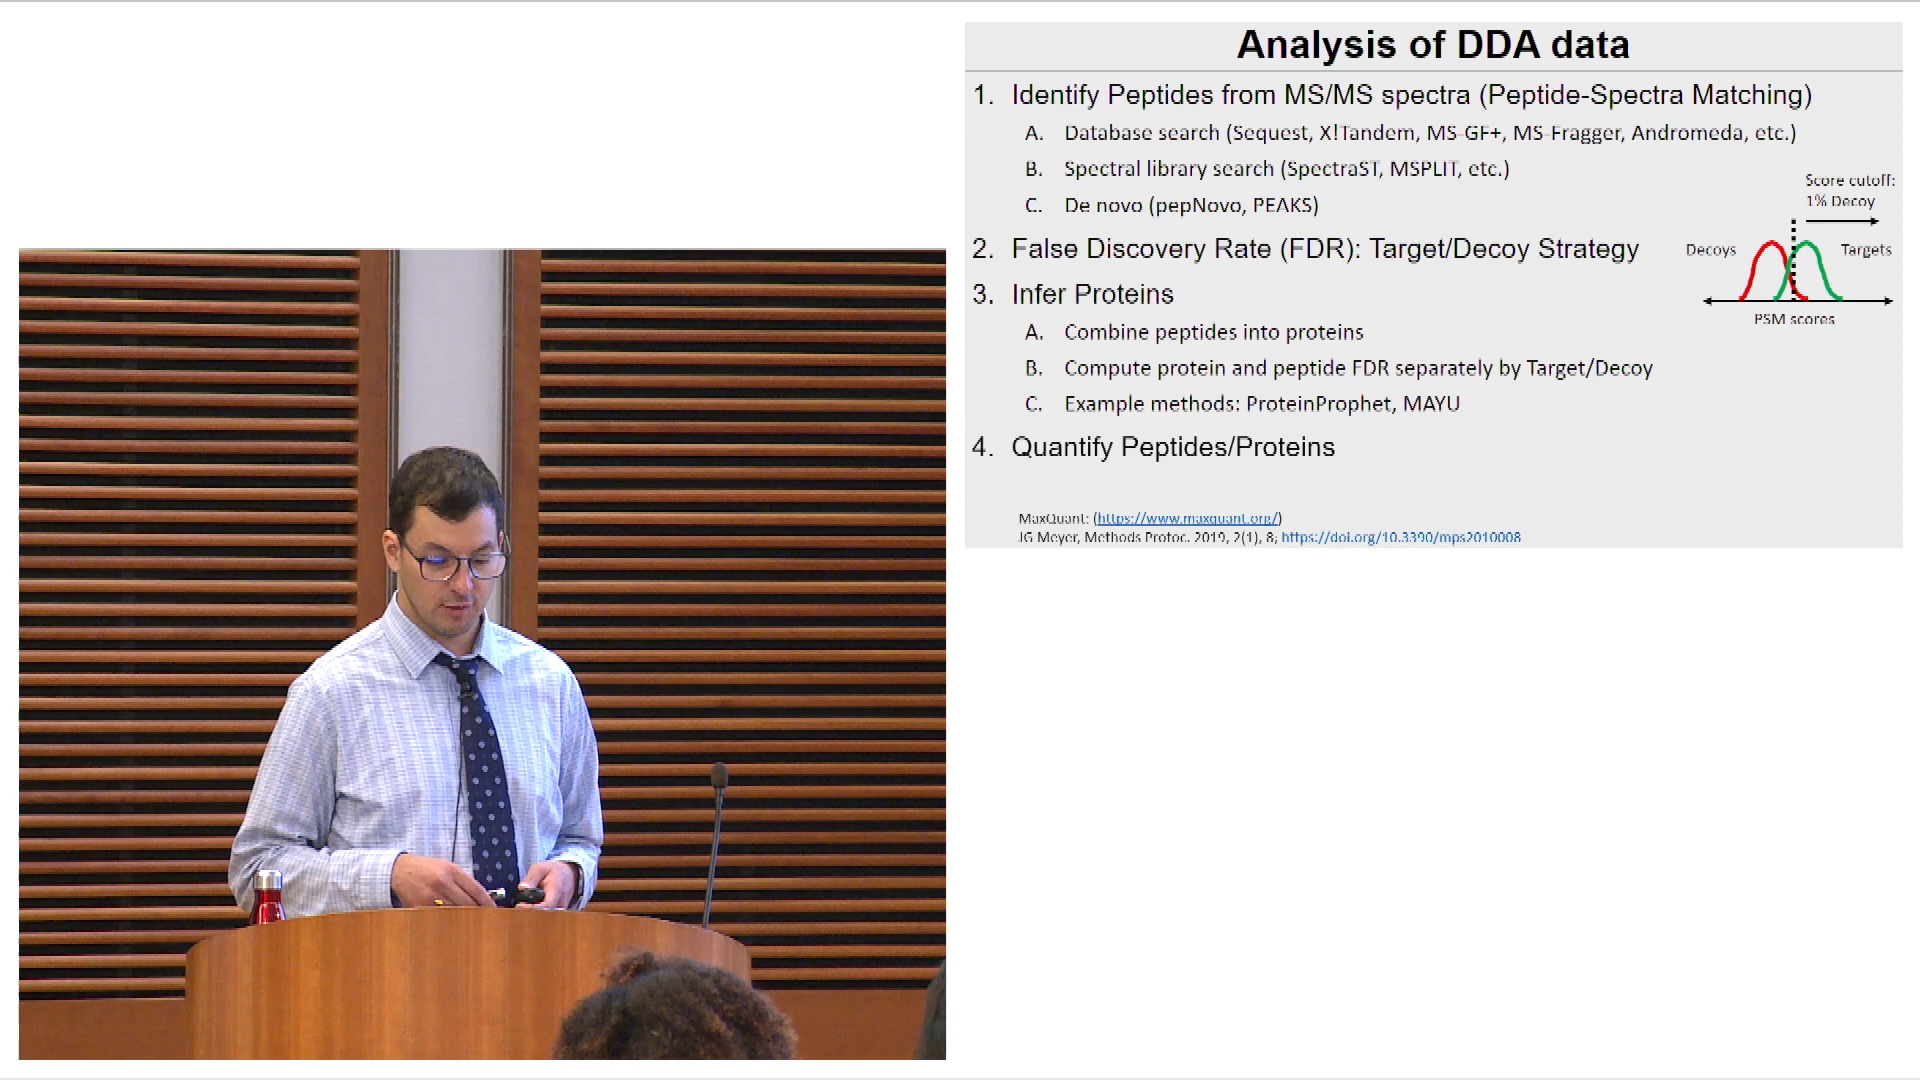 Analysis of DDA data
1. Identify Peptides from MS/MS spectra (Peptide-Spectra Matching)
A. Database search (Sequest, X!Tandem, MS-GF+, MS-Fragger, Andromeda, etc.)
B. Spectral library search (SpectraST, MSPLIT, etc.)
C. De novo (pepNovo, PEAKS)
2. False Discovery Rate (FDR): Target/Decoy Strategy
Score cutoff:
1% Decoy
Decoys
Targets
PSM scores
3. Infer Proteins
A. Combine peptides into proteins
B. Compute protein and peptide FDR separately by Target/Decoy
C. Example methods: ProteinProphet, MAYU
4. Quantify Peptides/Proteins
MaxQuant: (https://www.maxquant.org/)
JG Meyer, Methods Protoc. 2019, 2(1), 8; https://doi.org/10.3390/mps2010008